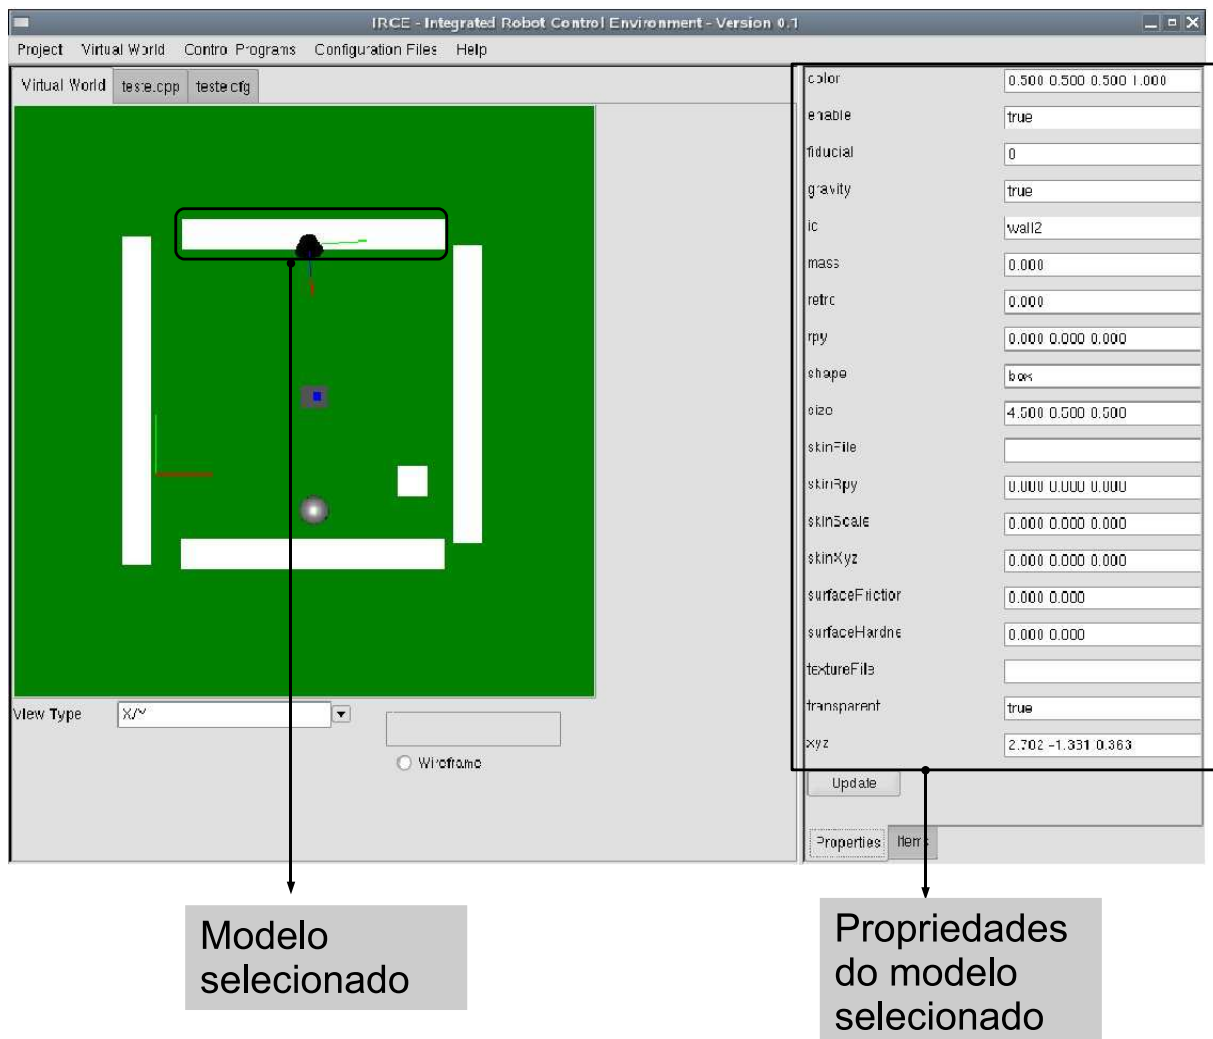 IRCE - Integrated Robot Control Environment - Version 0.1
Project Virtual World Control Programs Configuration Files Help
Virtual World teste.cpp teste.cfg
color 0.500 0.500 0.500 1.000
enable true
fiducial 0
gravity true
id wall2
mass 0.000
retro 0.000
rpy 0.000 0.000 0.000
shape box
size 4.500 0.500 0.500
skinFile
skinRpy 0.000 0.000 0.000
skinScale 0.000 0.000 0.000
skinXyz 0.000 0.000 0.000
surfaceFriction 0.000 0.000
surfaceHardne 0.000 0.000
textureFile
transparent true
xyz 2.702 -1.331 0.363
View Type X/Y
Wireframe
Update
Properties Items
Modelo
selecionado
Propriedades
do modelo
selecionado